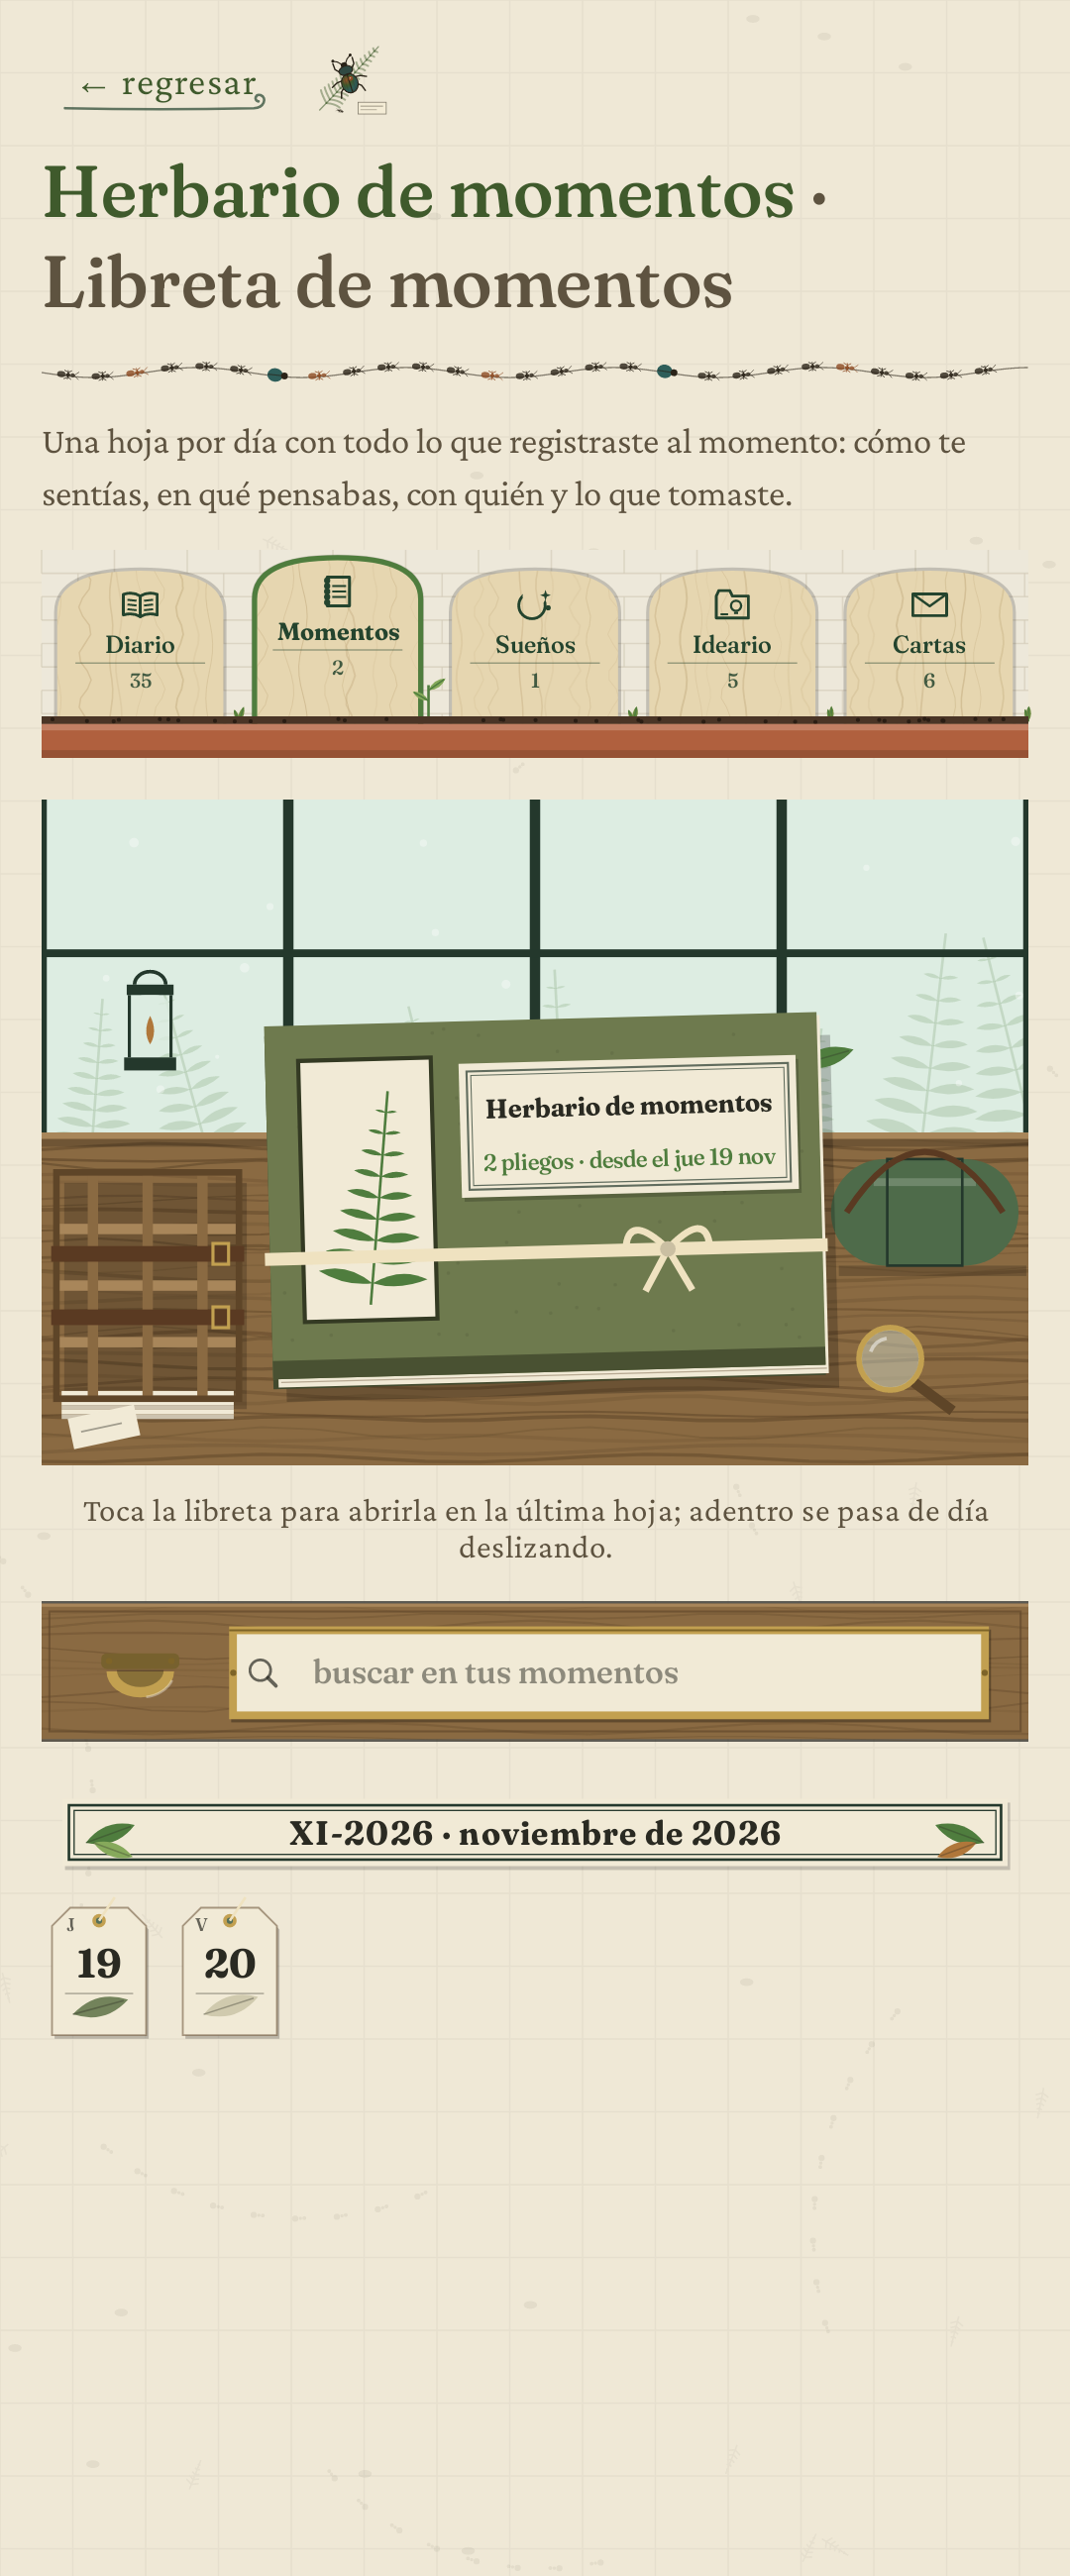 ← regresar
Herbario de momentos ·
Libreta de momentos
Una hoja por día con todo lo que registraste al momento: cómo te
sentías, en qué pensabas, con quién y lo que tomaste.
Diario
35
Momentos
2
Sueños
1
Ideario
5
Cartas
6
Herbario de momentos
2 pliegos · desde el jue 19 nov
Toca la libreta para abrirla en la última hoja; adentro se pasa de día
deslizando.
buscar en tus momentos
XI-2026 · noviembre de 2026
J
19
V
20